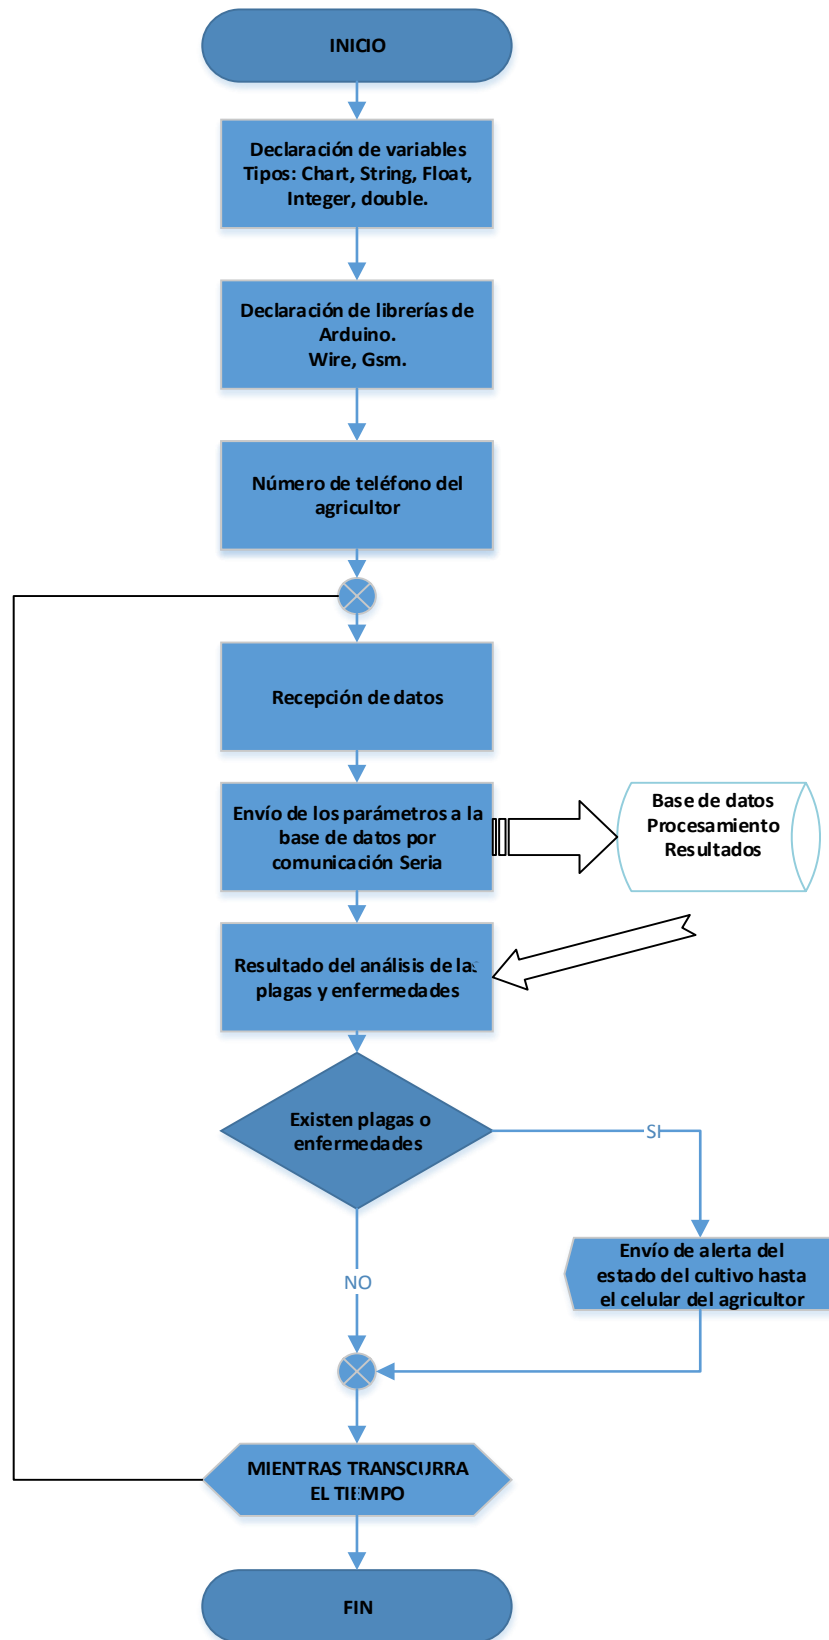 INICIO
Declaración de variables
Tipos: Chart, String, Float,
Integer, double.
Declaración de librerías de
Arduino.
Wire, Gsm.
Número de teléfono del
agricultor
Recepción de datos
Envío de los parámetros a la
base de datos por
comunicación Seria
Base de datos
Procesamiento
Resultados
Resultado del análisis de las
plagas y enfermedades
Existen plagas o
enfermedades
SI
Envío de alerta del
estado del cultivo hasta
el celular del agricultor
NO
MIENTRAS TRANSCURRA
EL TIEMPO
FIN